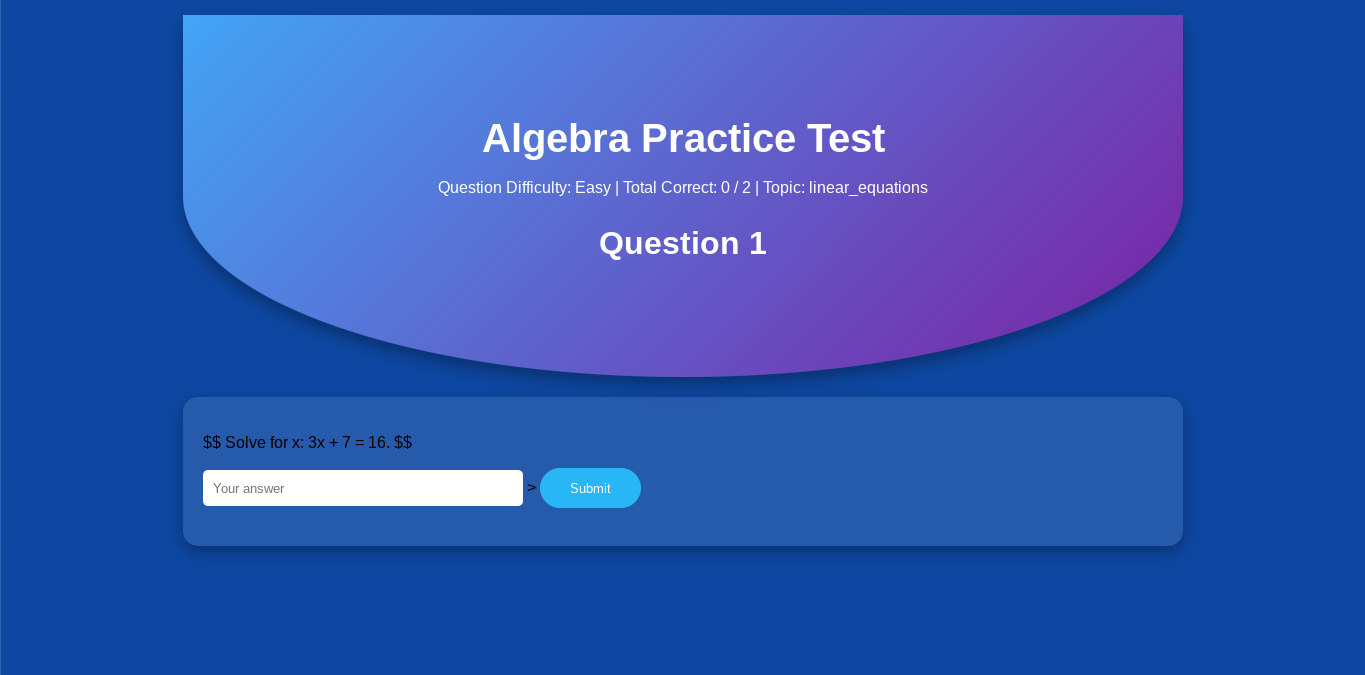 Algebra Practice Test
Question Difficulty: Easy | Total Correct: 0 / 2 | Topic: linear_equations
Question 1
$$ Solve for x: 3x + 7 = 16. $$
Your answer > Submit